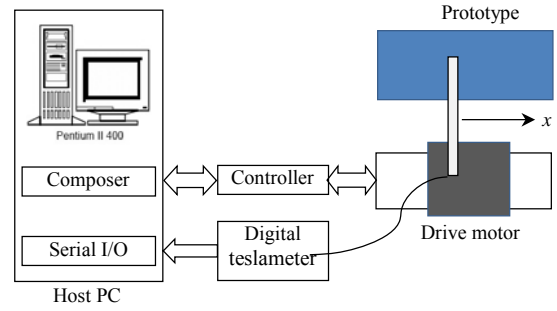 Prototype
Pentium II 400
x
Composer
Controller
Serial I/O
Digital
teslameter
Drive motor
Host PC